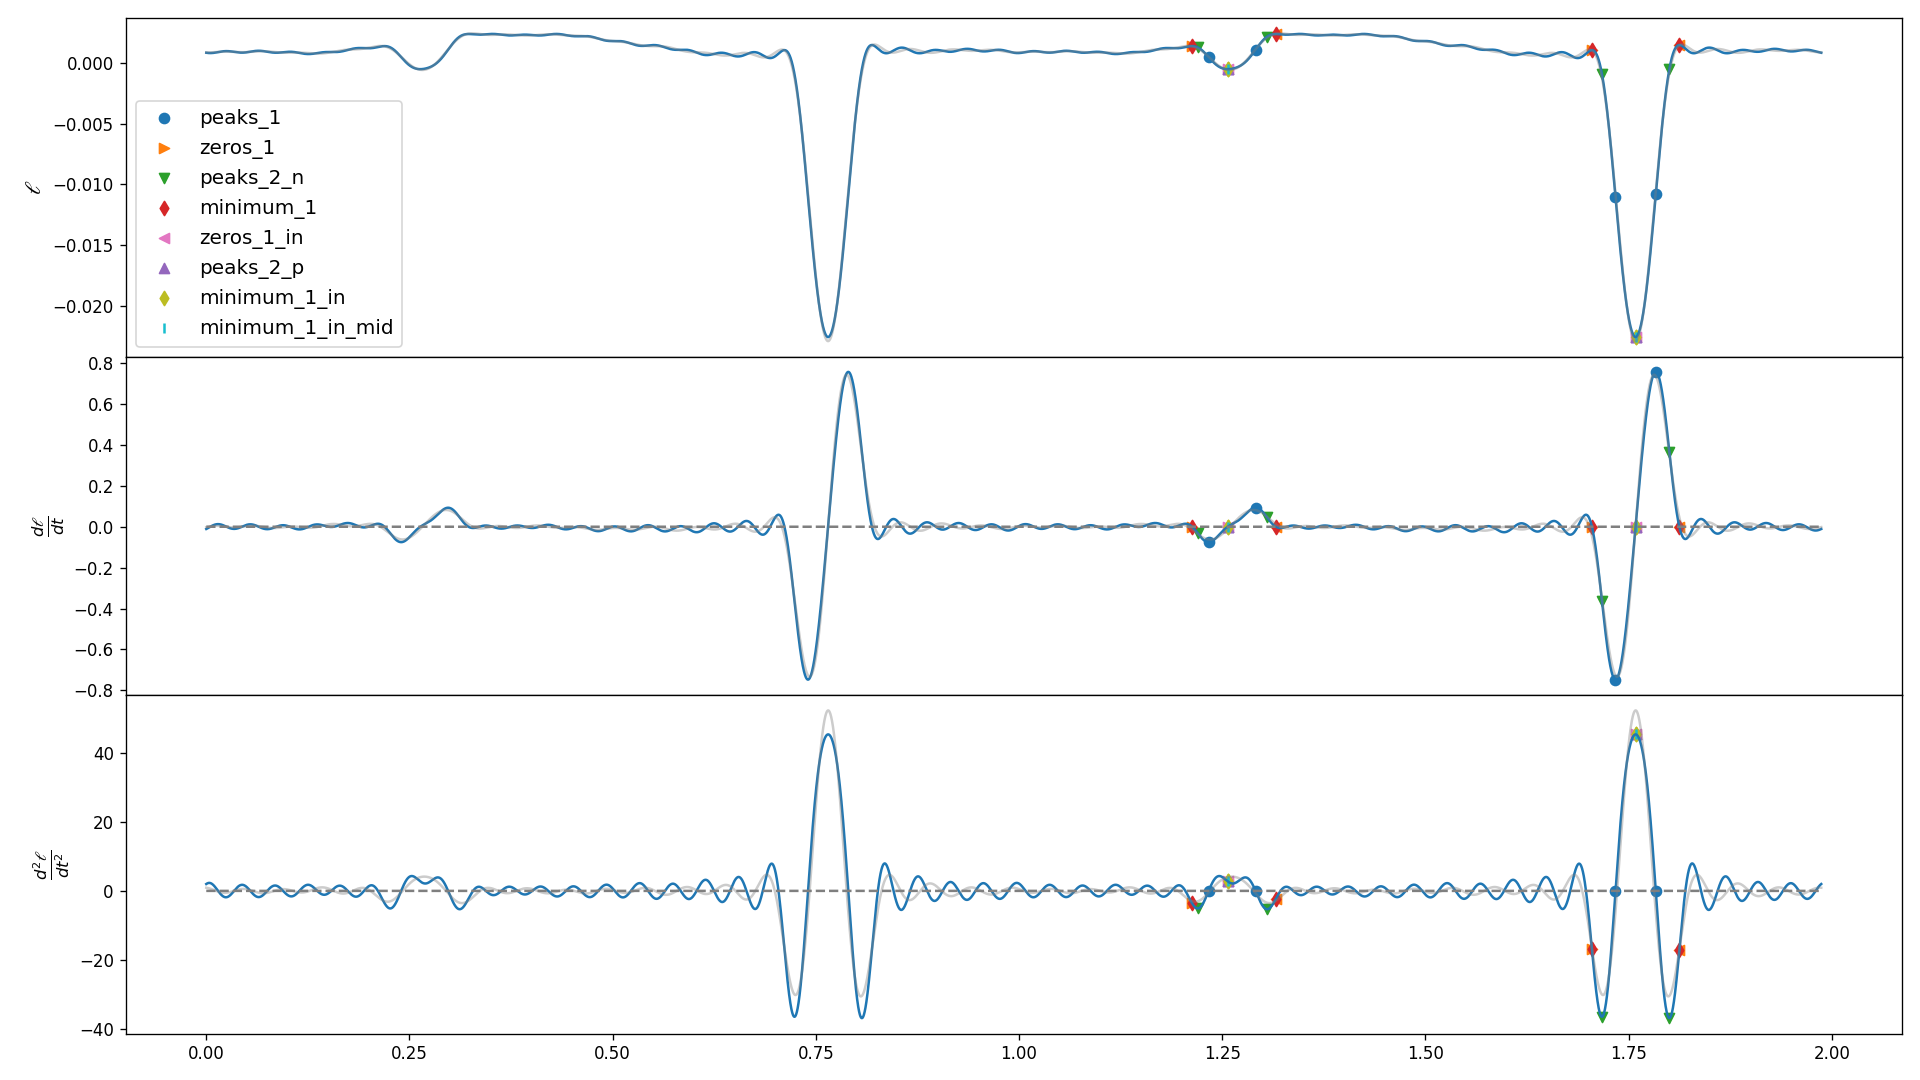 0.000
−0.005
−0.010
−0.015
−0.020
ℓ
peaks_1
zeros_1
peaks_2_n
minimum_1
zeros_1_in
peaks_2_p
minimum_1_in
minimum_1_in_mid
0.8
0.6
0.4
0.2
0.0
−0.2
−0.4
−0.6
−0.8
dℓ
dt
40
20
0
−20
−40
d²ℓ
dt²
0.00 0.25 0.50 0.75 1.00 1.25 1.50 1.75 2.00